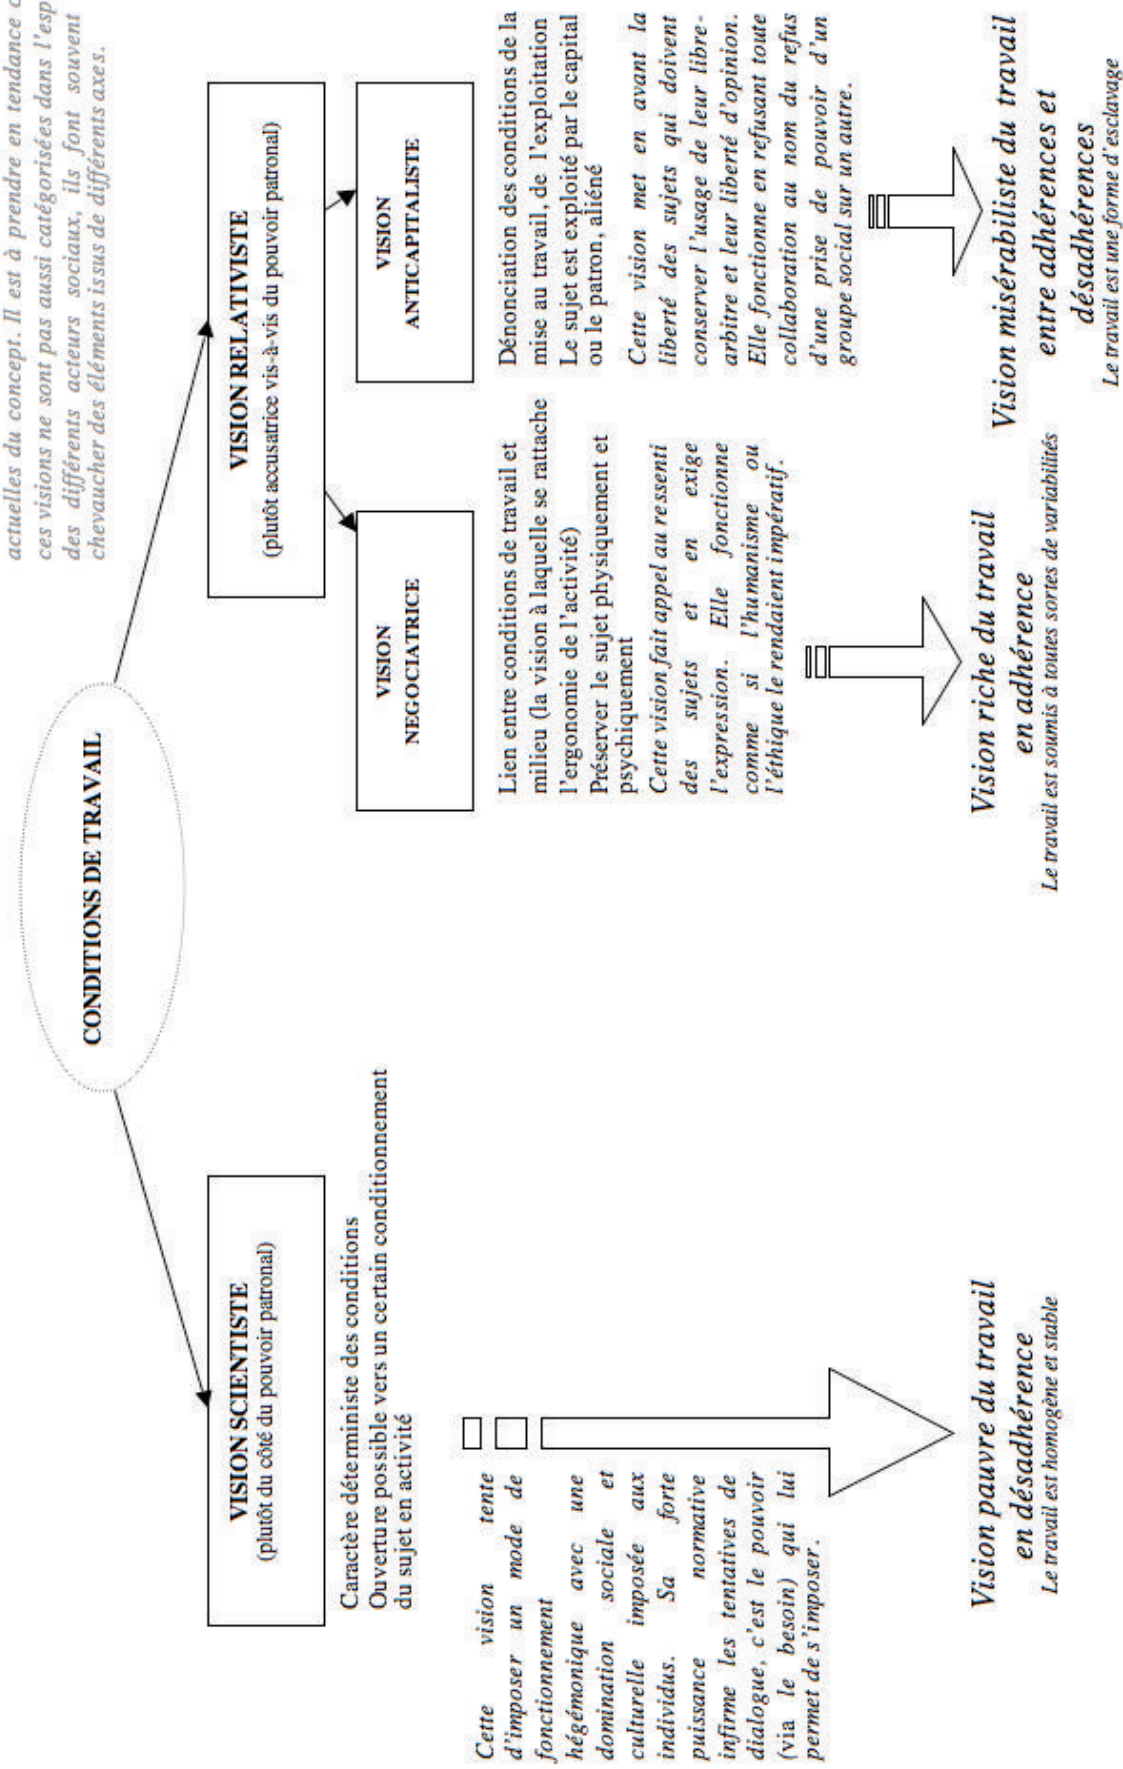 actuelles du concept. Il est à prendre en tendance
ces visions ne sont pas aussi catégorisées dans
des différents acteurs sociaux, ils font souvent
chevaucher des éléments issus de différents axes.
CONDITIONS DE TRAVAIL
VISION SCIENTISTE
(plutôt du côté du pouvoir patronal)
Caractère déterministe des conditions
Ouverture possible vers un certain conditionnement
du sujet en activité
Cette vision tente
d'imposer un mode de
fonctionnement
hégémonique avec une
domination sociale et
culturelle imposée aux
individus. Sa forte
puissance normative
infirme les tentatives de
dialogue, c'est le pouvoir
(via le besoin) qui lui
permet de s'imposer.
Vision pauvre du travail
en désadhérence
Le travail est homogène et stable
VISION RELATIVISTE
(plutôt accusatrice vis-à-vis du pouvoir patronal)
VISION
NEGOCIATRICE
Lien entre conditions de travail et
milieu (la vision à laquelle se rattache
l'ergonomie de l'activité)
Préserver le sujet physiquement et
psychiquement
Cette vision fait appel au ressenti
des sujets et en exige
l'expression. Elle fonctionne
comme si l'humanisme ou
l'éthique le rendaient impératif.
Vision riche du travail
en adhérence
Le travail est soumis à toutes sortes de variabilités
VISION
ANTICAPITALISTE
Dénonciation des conditions de la
mise au travail, de l'exploitation
Le sujet est exploité par le capital
ou le patron, aliéné
Cette vision met en avant la
liberté des sujets qui doivent
conserver l'usage de leur libre-
arbitre et leur liberté d'opinion.
Elle fonctionne en refusant toute
collaboration au nom du refus
d'une prise de pouvoir d'un
groupe social sur un autre.
Vision misérabiliste du travail
entre adhérences et
désadhérences
Le travail est une forme d'esclavage